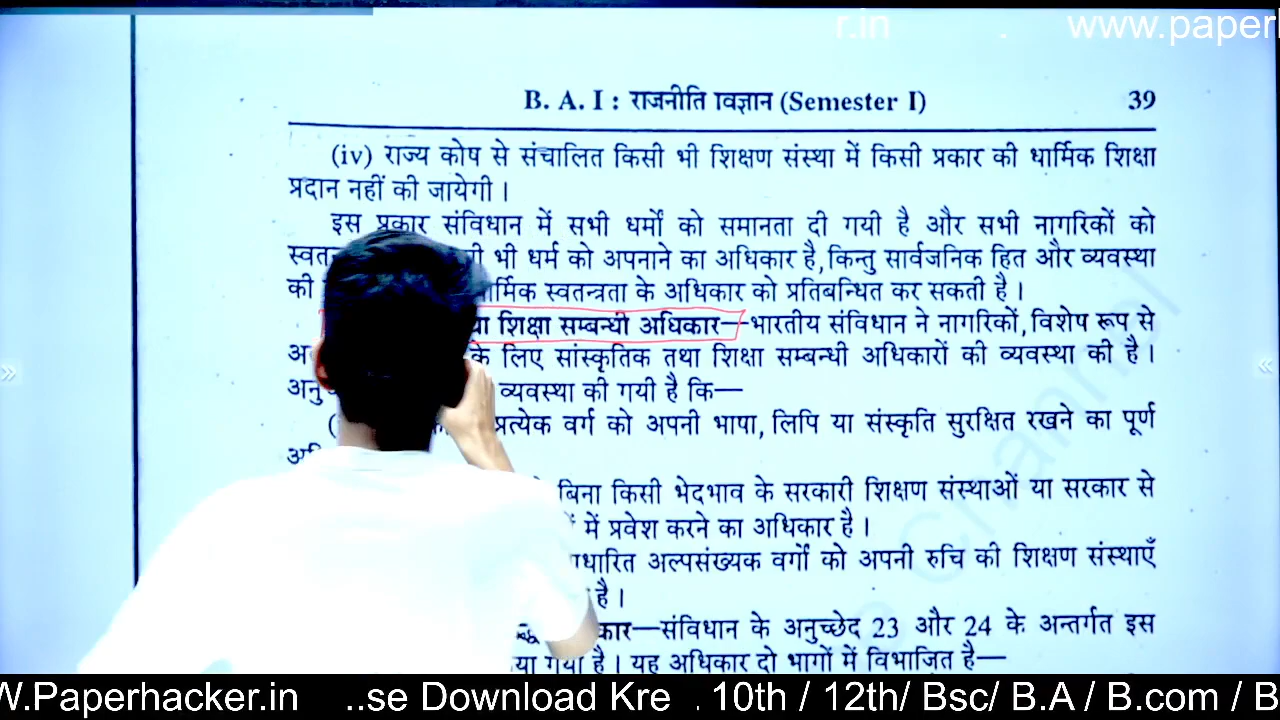 r.in . www.paperh
B. A. I : राजनीति विज्ञान (Semester I) 39
(iv) राज्य कोष से संचालित किसी भी शिक्षण संस्था में किसी प्रकार की धार्मिक शिक्षा
प्रदान नहीं की जायेगी ।
इस प्रकार संविधान में सभी धर्मों को समानता दी गयी है और सभी नागरिकों को
भी धर्म को अपनाने का अधिकार है, किन्तु सार्वजनिक हित और व्यवस्था
की स्वतन्त्रता के अधिकार को प्रतिबन्धित कर सकती है ।
शिक्षा सम्बन्धी अधिकार—भारतीय संविधान ने नागरिकों, विशेष रूप से
के लिए सांस्कृतिक तथा शिक्षा सम्बन्धी अधिकारों की व्यवस्था की है ।
व्यवस्था की गयी है कि—
प्रत्येक वर्ग को अपनी भाषा, लिपि या संस्कृति सुरक्षित रखने का पूर्ण
बिना किसी भेदभाव के सरकारी शिक्षण संस्थाओं या सरकार से
में प्रवेश करने का अधिकार है ।
अल्पसंख्यक वर्गों को अपनी रुचि की शिक्षण संस्थाएँ
है ।
—संविधान के अनुच्छेद 23 और 24 के अन्तर्गत इस
गया है । यह अधिकार दो भागों में विभाजित है—
Channel
W.Paperhacker.in ..se Download Kre . 10th / 12th/ Bsc/ B.A / B.com / B